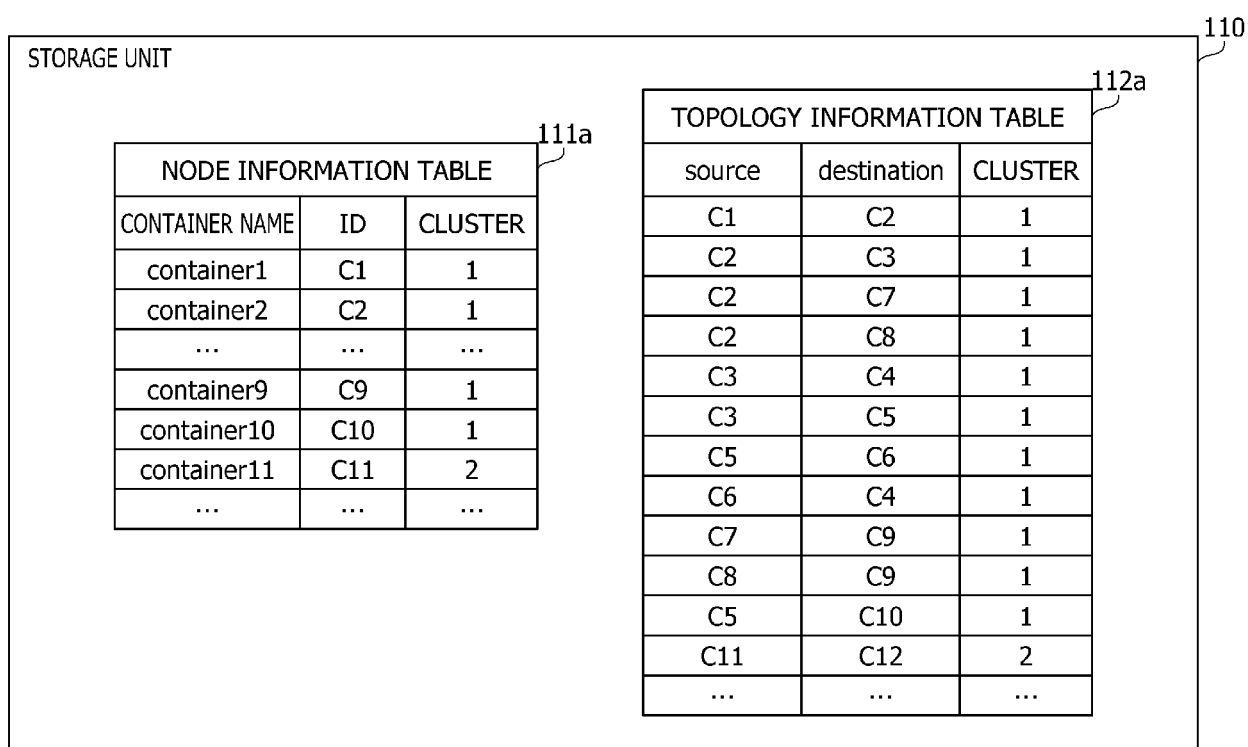 110
STORAGE UNIT
111a
NODE INFORMATION TABLE
CONTAINER NAME ID CLUSTER
container1 C1 1
container2 C2 1
... ... ...
container9 C9 1
container10 C10 1
container11 C11 2
... ... ...
112a
TOPOLOGY INFORMATION TABLE
source destination CLUSTER
C1 C2 1
C2 C3 1
C2 C7 1
C2 C8 1
C3 C4 1
C3 C5 1
C5 C6 1
C6 C4 1
C7 C9 1
C8 C9 1
C5 C10 1
C11 C12 2
... ... ...